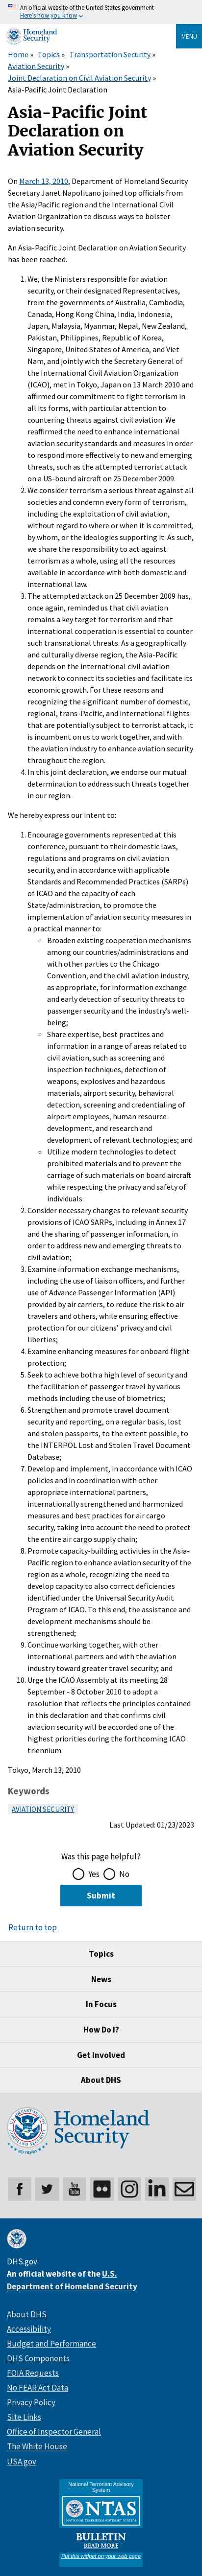 An official website of the United States government
Here's how you know
Homeland
Security
MENU
Home » Topics » Transportation Security »
Aviation Security »
Joint Declaration on Civil Aviation Security »
Asia-Pacific Joint Declaration
Asia-Pacific Joint
Declaration on
Aviation Security
On March 13, 2010, Department of Homeland Security
Secretary Janet Napolitano joined top officials from
the Asia/Pacific region and the International Civil
Aviation Organization to discuss ways to bolster
aviation security.
An Asia-Pacific Joint Declaration on Aviation Security
has been reached.
1. We, the Ministers responsible for aviation
security, or their designated Representatives,
from the governments of Australia, Cambodia,
Canada, Hong Kong China, India, Indonesia,
Japan, Malaysia, Myanmar, Nepal, New Zealand,
Pakistan, Philippines, Republic of Korea,
Singapore, United States of America, and Viet
Nam, and jointly with the Secretary General of
the International Civil Aviation Organization
(ICAO), met in Tokyo, Japan on 13 March 2010 and
affirmed our commitment to fight terrorism in
all its forms, with particular attention to
countering threats against civil aviation. We
reaffirmed the need to enhance international
aviation security standards and measures and to
encourage information sharing in the wake of
new and emerging threats to civil aviation, in
seeing such as the attempted terrorist attack
on a US-bound aircraft on 25 December 2009.
2. We consider terrorism a serious threat against all
societies and condemn every form of terrorism,
including the exploitation of civil aviation,
without regard to where or when it is committed,
by whom, or the ideologies involved. We share
the responsibility of seeking to act against
terrorism, in accordance with both domestic and
international law.
3. The attempted attack on 25 December 2009 has,
once again, reminded us that civil aviation
remains a key target for terrorism and that
international cooperation is essential to counter
such transnational threats. As a geographically
and culturally diverse region, the Asia-Pacific
depends on international civil aviation as a
network to connect its societies and facilitate its
economic growth. For these reasons and
recognizing the significant number of domestic,
regional, trans-Pacific, and international flights
that are potentially subject to terrorist attack, it
is incumbent on us to work together, and with
the aviation industry to enhance aviation security
throughout the region.
4. In this joint declaration, we endorse our mutual
determination to address such threats together
in our region.
We hereby express our intent to:
1. Encourage governments represented at this
conference, pursuant to their domestic laws,
regulations and programs on civil aviation
security, and in accordance with applicable
Standards and Recommended Practices (SARPs)
of ICAO and the capacity of each
State/administration, to promote the
implementation of aviation security measures in
a practical manner to:
Broaden existing cooperation mechanisms
among our countries/administrations and
with other parties to the Chicago
Convention, and the civil aviation industry,
as appropriate, for information exchange and
early detection of security threats to
passenger security and the industry's well-
being;
Share expertise, best practices and
information in a range of areas related to
civil aviation, such as screening and
inspection techniques, detection of
weapons, explosives and hazardous
materials, airport security, behavioral
detection, screening and credentialing of
airport employees, human resource
development, and research and
development of relevant technologies; and
Utilize modern technologies to detect
prohibited materials and to prevent the
carriage of such materials on board aircraft
while respecting the privacy and safety of
individuals.
2. Consider necessary changes to relevant security
provisions of ICAO SARPs, including in Annex 17
and the sharing of passenger information, in
order to address new and emerging threats to
civil aviation;
3. Examine information exchange mechanisms,
including the use of liaison officers, and further
use of Advance Passenger Information (API)
provided by air carriers, to reduce the risk to air
travelers and others, while ensuring effective
protection for our citizens' privacy and civil
liberties;
4. Examine enhancing measures for onboard flight
protection;
5. Seek to achieve both a high level of security and
the facilitation of passenger travel by various
methods including the use of biometrics;
6. Strengthen and promote travel document
security and reporting, on a regular basis, lost
and stolen passports, to the extent possible, to
the INTERPOL Lost and Stolen Travel Document
Database;
7. Develop and implement, in accordance with ICAO
policies and in coordination with other
appropriate international partners,
internationally strengthened and harmonized
measures and best practices for air cargo
security, taking into account the need to protect
the entire air cargo supply chain;
8. Promote capacity-building activities in the Asia-
Pacific region to enhance aviation security of the
region as a whole, recognizing the need to
develop capacity to also correct deficiencies
identified under the Universal Security Audit
Program of ICAO. To this end, the assistance and
development mechanisms should be
strengthened;
9. Continue working together, with other
international partners and with the aviation
industry toward greater travel security; and
10. Urge the ICAO Assembly at its meeting 28
September - 8 October 2010 to adopt a
resolution that reflects the principles contained
in this declaration and that confirms civil
aviation security will be afforded one of the
highest priorities during the forthcoming ICAO
triennium.
Tokyo, March 13, 2010
Keywords
AVIATION SECURITY
Last Updated: 01/23/2023
Was this page helpful?
Yes No
Submit
Return to top
Topics
News
In Focus
How Do I?
Get Involved
About DHS
Homeland
Security
DHS.gov
An official website of the U.S.
Department of Homeland Security
About DHS
Accessibility
Budget and Performance
DHS Components
FOIA Requests
No FEAR Act Data
Privacy Policy
Site Links
Office of Inspector General
The White House
USA.gov
National Terrorism Advisory
System
NTAS
BULLETIN
READ MORE
Put this widget on your web page